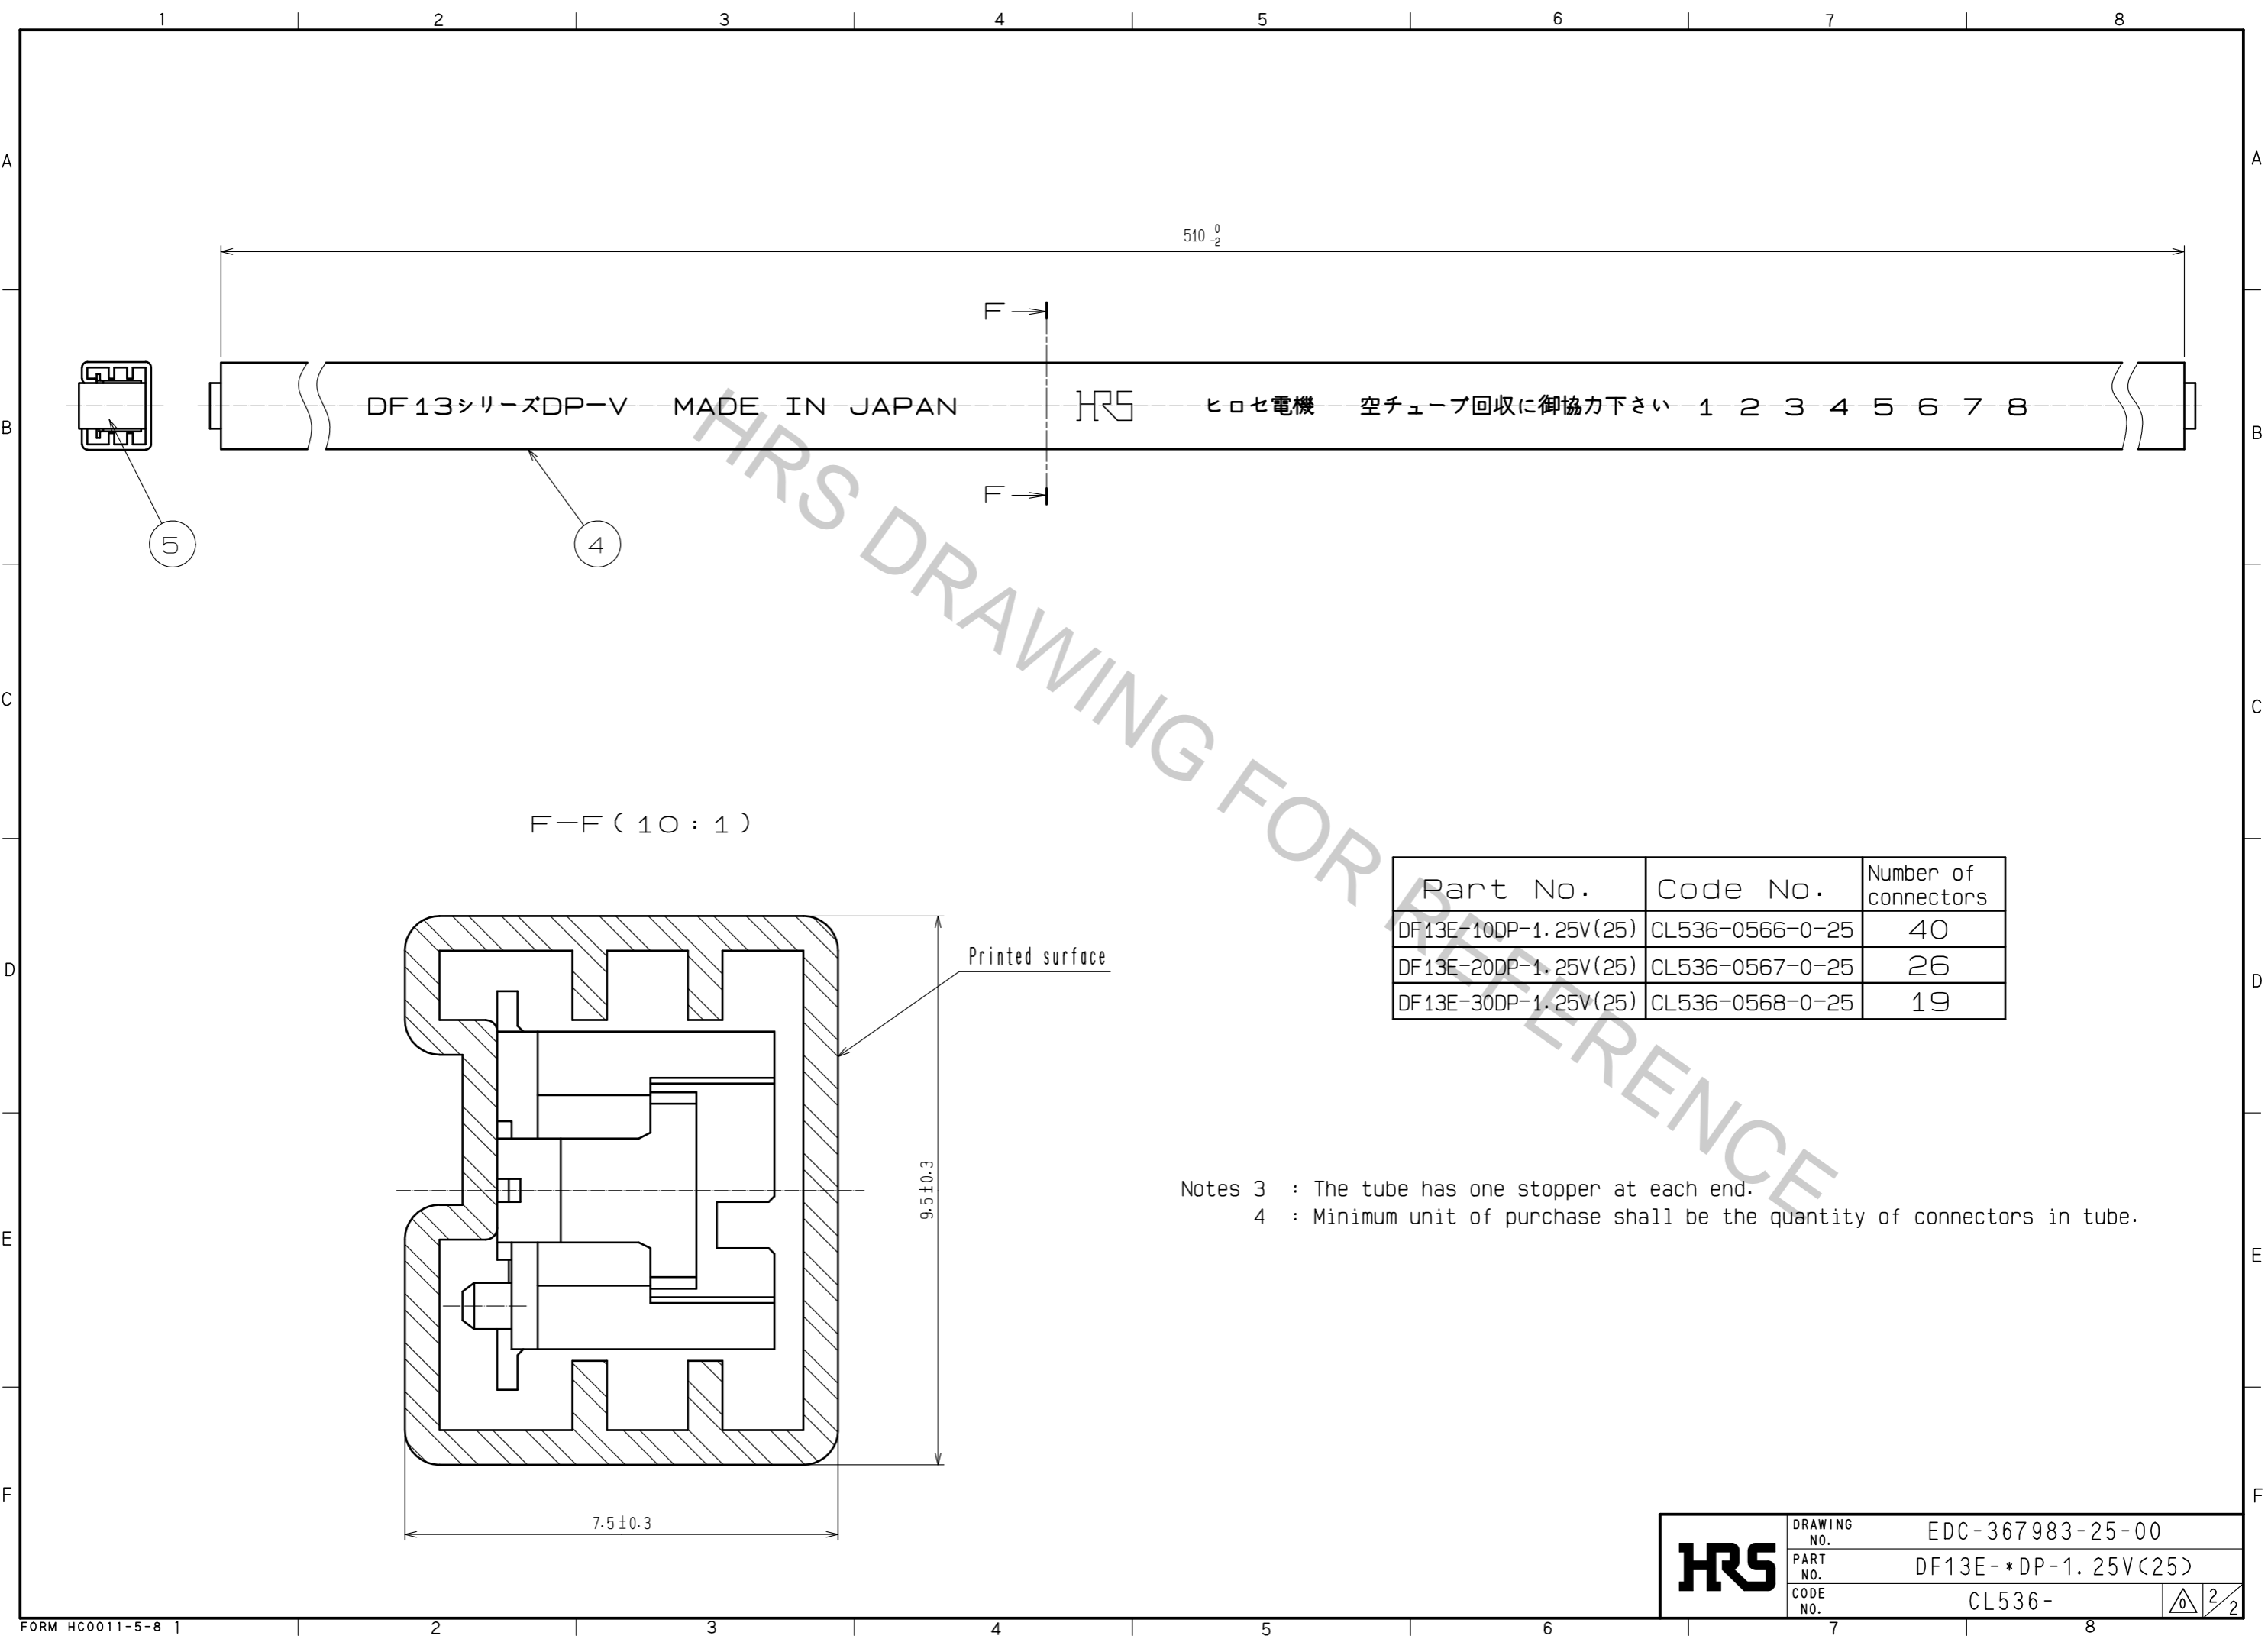 1 2 3 4 5 6 7 8
A A
510 0 -2
F
DF13シリーズDP-V MADE IN JAPAN HRS ヒロセ電機 空チューブ回収に御協力下さい 1 2 3 4 5 6 7 8
B B
F
5 4
HRS DRAWING FOR REFERENCE
C C
F-F(10:1)
Part No. Code No. Number of connectors
DF13E-10DP-1.25V(25) CL536-0566-0-25 40
DF13E-20DP-1.25V(25) CL536-0567-0-25 26
DF13E-30DP-1.25V(25) CL536-0568-0-25 19
Printed surface
D D
9.5±0.3
Notes 3 : The tube has one stopper at each end.
4 : Minimum unit of purchase shall be the quantity of connectors in tube.
E E
7.5±0.3
F F
HRS
DRAWING NO. EDC-367983-25-00
PART NO. DF13E-*DP-1.25V(25)
CODE NO. CL536- 0 2/2
FORM HC0011-5-8 1 2 3 4 5 6 7 8